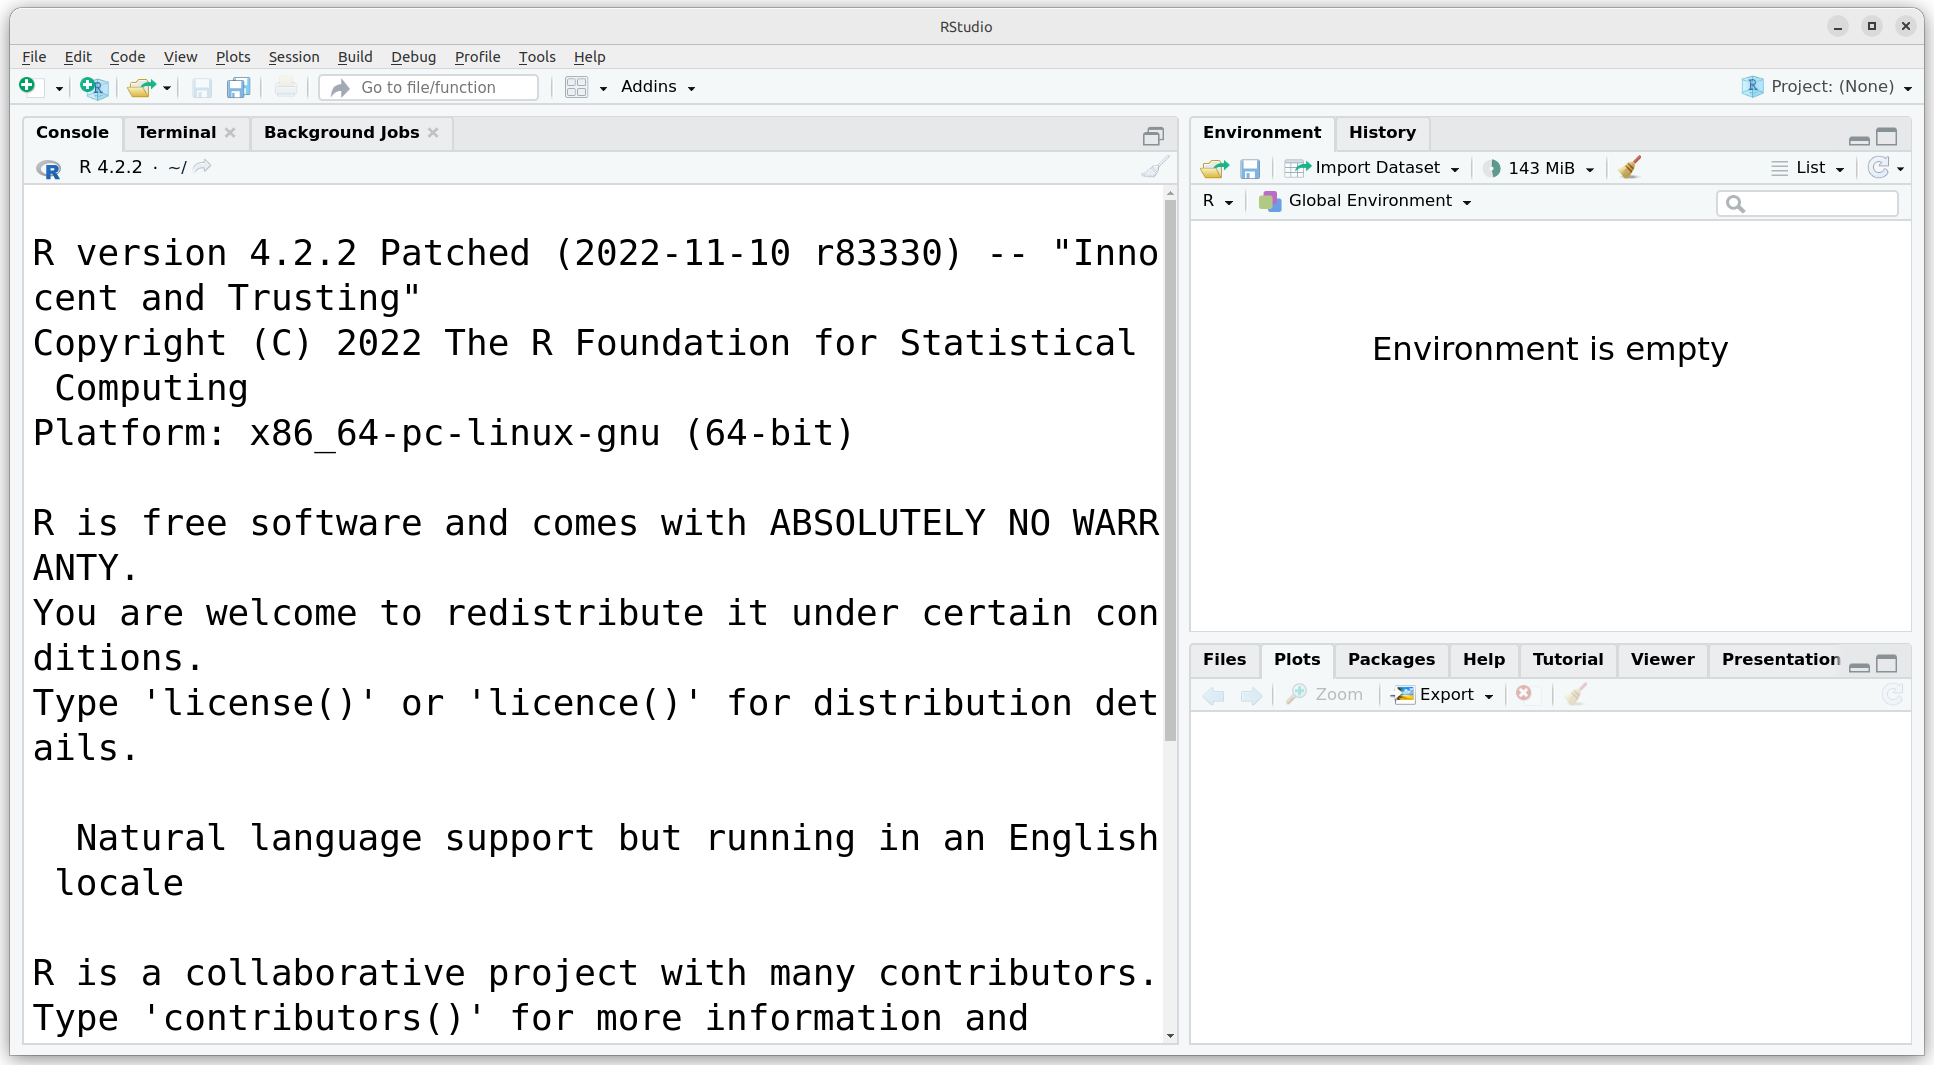 RStudio
File Edit Code View Plots Session Build Debug Profile Tools Help
Go to file/function Addins Project: (None)
Console Terminal Background Jobs
R 4.2.2 · ~/
R version 4.2.2 Patched (2022-11-10 r83330) -- "Inno
cent and Trusting"
Copyright (C) 2022 The R Foundation for Statistical
Computing
Platform: x86_64-pc-linux-gnu (64-bit)
R is free software and comes with ABSOLUTELY NO WARR
ANTY.
You are welcome to redistribute it under certain con
ditions.
Type 'license()' or 'licence()' for distribution det
ails.
Natural language support but running in an English
locale
R is a collaborative project with many contributors.
Type 'contributors()' for more information and
Environment History
Import Dataset 143 MiB List
R Global Environment
Environment is empty
Files Plots Packages Help Tutorial Viewer Presentation
Zoom Export